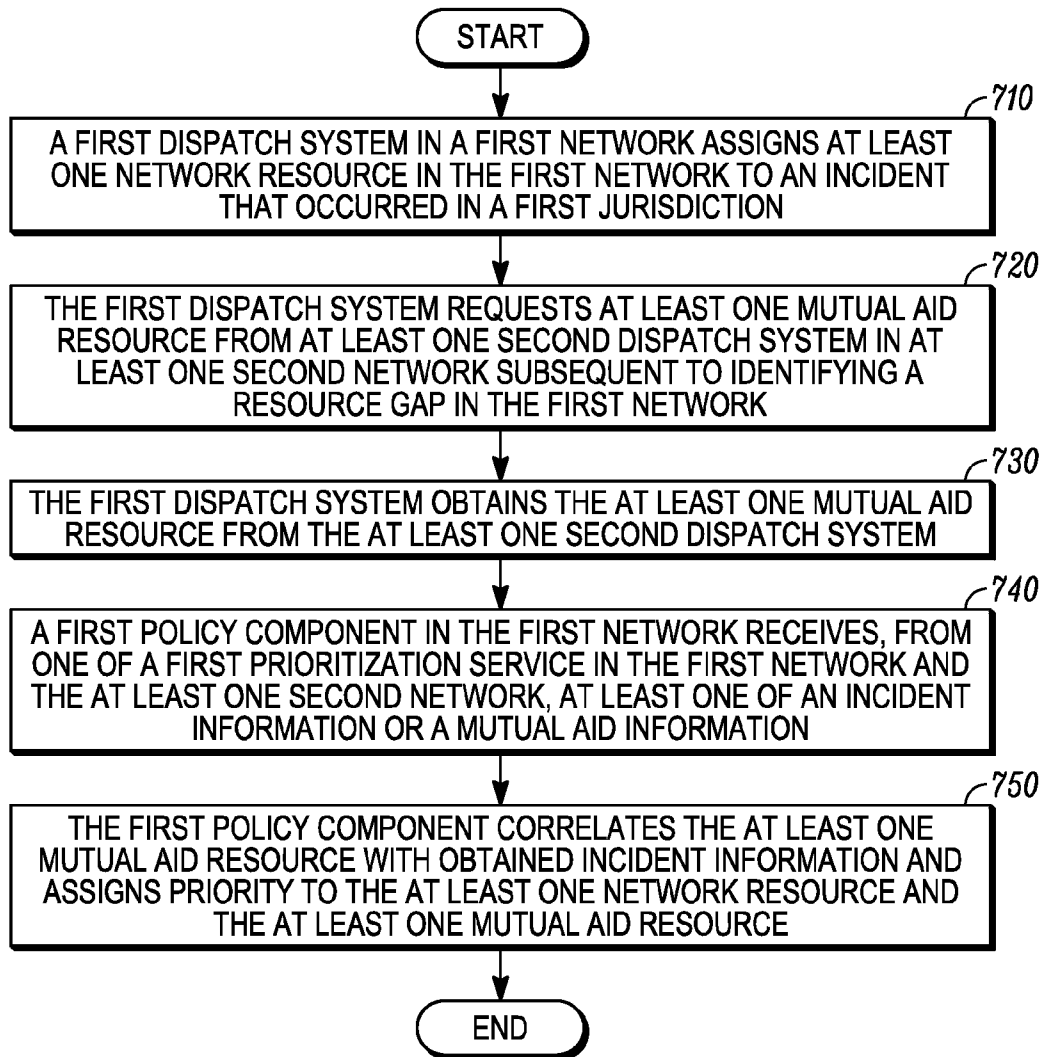 START
710
A FIRST DISPATCH SYSTEM IN A FIRST NETWORK ASSIGNS AT LEAST
ONE NETWORK RESOURCE IN THE FIRST NETWORK TO AN INCIDENT
THAT OCCURRED IN A FIRST JURISDICTION
720
THE FIRST DISPATCH SYSTEM REQUESTS AT LEAST ONE MUTUAL AID
RESOURCE FROM AT LEAST ONE SECOND DISPATCH SYSTEM IN AT
LEAST ONE SECOND NETWORK SUBSEQUENT TO IDENTIFYING A
RESOURCE GAP IN THE FIRST NETWORK
730
THE FIRST DISPATCH SYSTEM OBTAINS THE AT LEAST ONE MUTUAL AID
RESOURCE FROM THE AT LEAST ONE SECOND DISPATCH SYSTEM
740
A FIRST POLICY COMPONENT IN THE FIRST NETWORK RECEIVES, FROM
ONE OF A FIRST PRIORITIZATION SERVICE IN THE FIRST NETWORK AND
THE AT LEAST ONE SECOND NETWORK, AT LEAST ONE OF AN INCIDENT
INFORMATION OR A MUTUAL AID INFORMATION
750
THE FIRST POLICY COMPONENT CORRELATES THE AT LEAST ONE
MUTUAL AID RESOURCE WITH OBTAINED INCIDENT INFORMATION AND
ASSIGNS PRIORITY TO THE AT LEAST ONE NETWORK RESOURCE AND
THE AT LEAST ONE MUTUAL AID RESOURCE
END